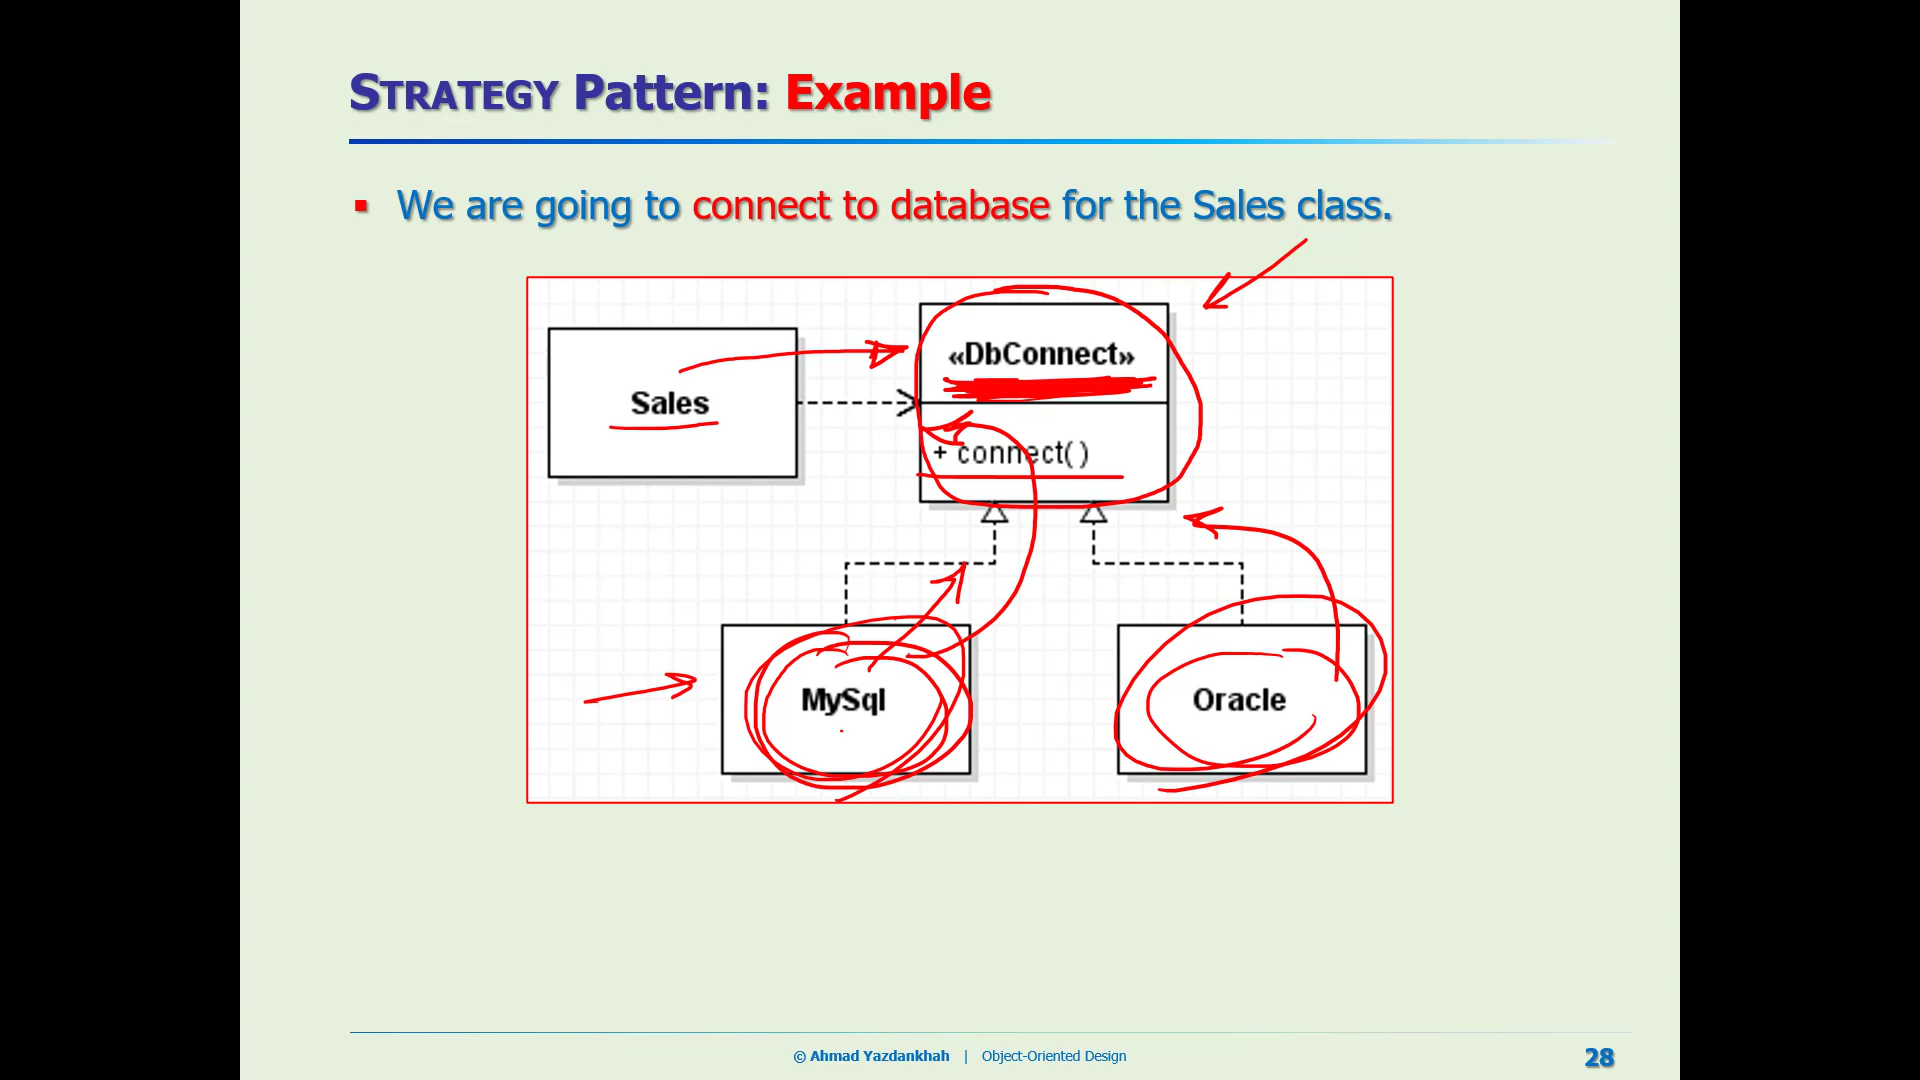 STRATEGY Pattern: Example
▪ We are going to connect to database for the Sales class.
«DbConnect»
Sales
+ connect()
MySql
Oracle
© Ahmad Yazdankhah | Object-Oriented Design
28